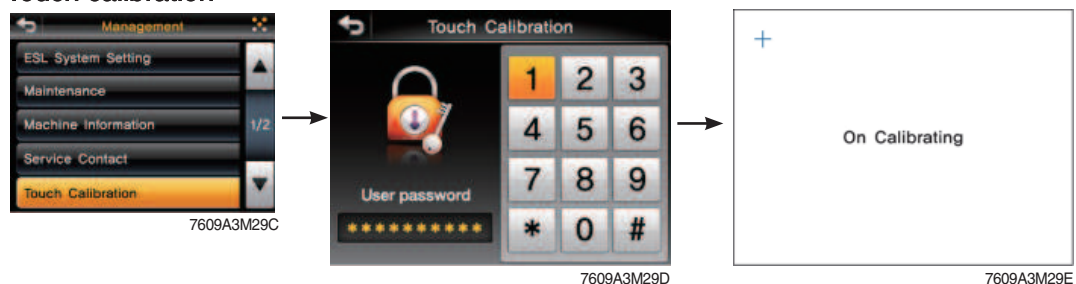 Management
ESL System Setting
Maintenance
Machine Information
Service Contact
Touch Calibration
1/2
7609A3M29C
Touch Calibration
User password
**********
1 2 3
4 5 6
7 8 9
* 0 #
7609A3M29D
On Calibrating
7609A3M29E